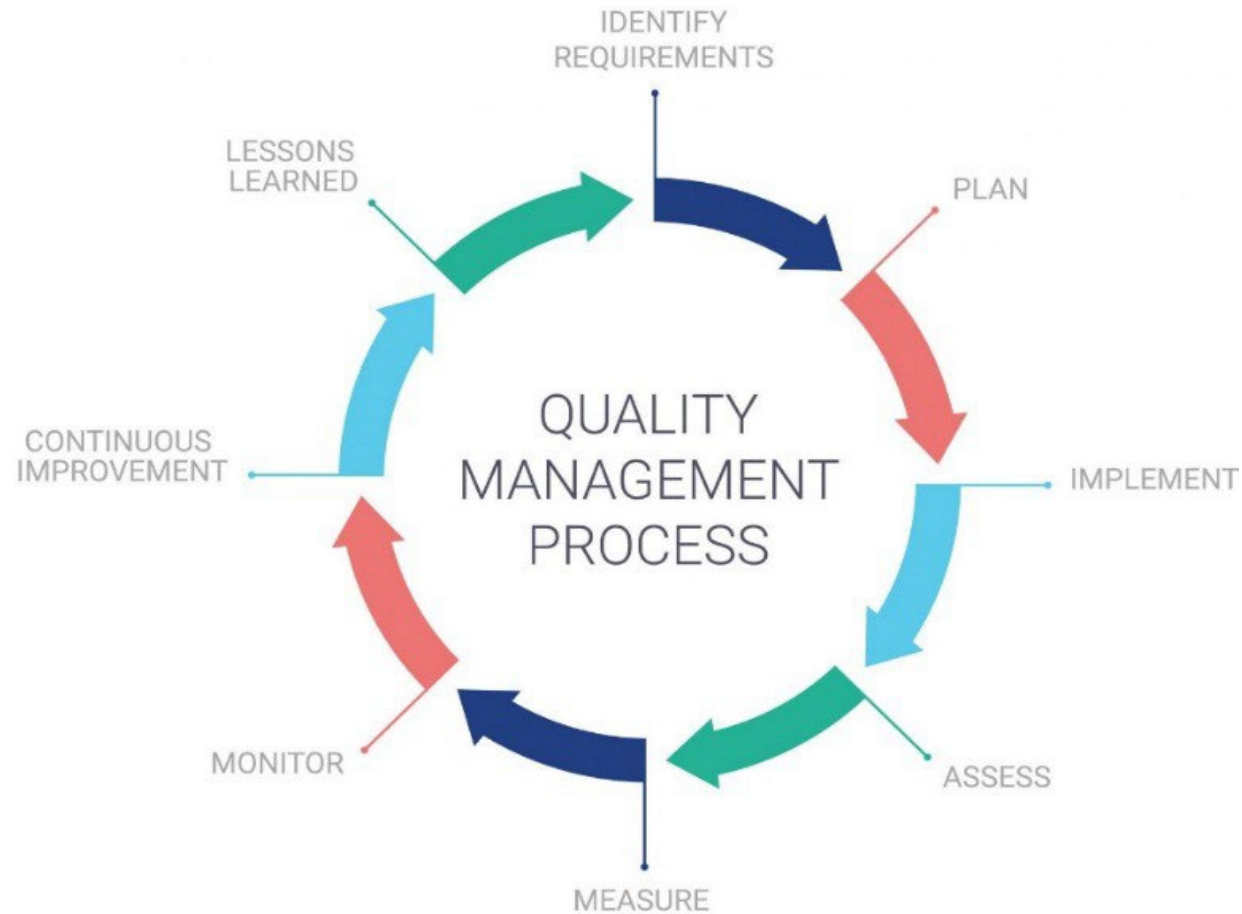 IDENTIFY
REQUIREMENTS
PLAN
IMPLEMENT
ASSESS
MEASURE
MONITOR
CONTINUOUS
IMPROVEMENT
LESSONS
LEARNED
QUALITY
MANAGEMENT
PROCESS